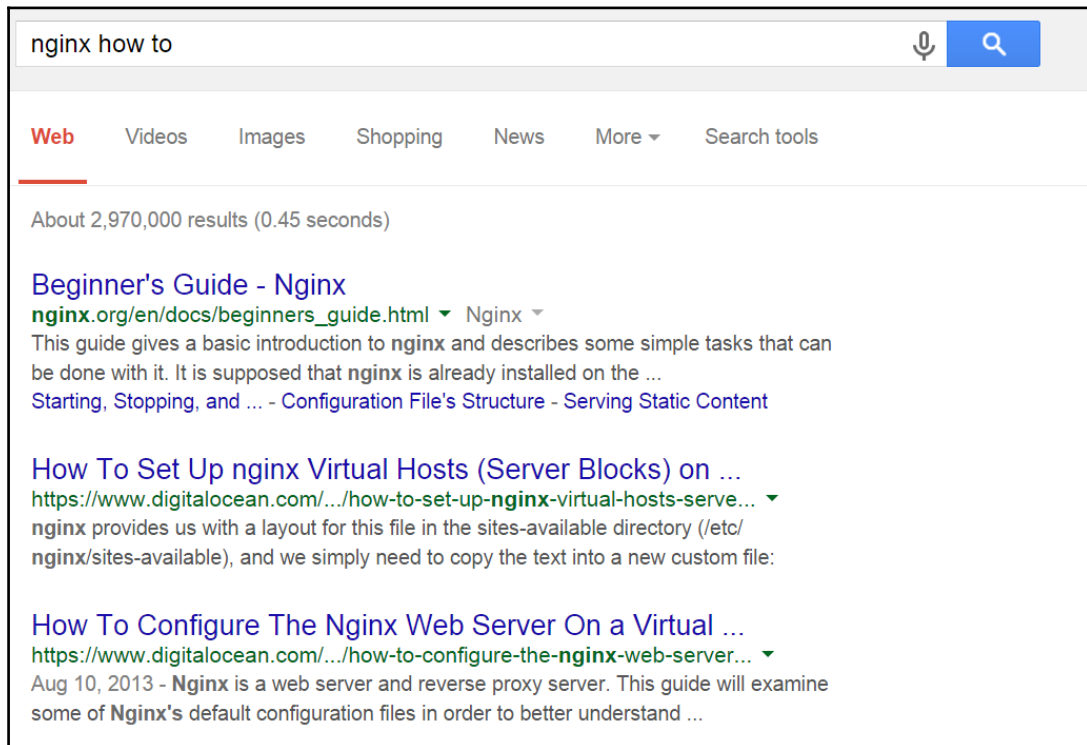 nginx how to
Web Videos Images Shopping News More Search tools
About 2,970,000 results (0.45 seconds)
Beginner's Guide - Nginx
nginx.org/en/docs/beginners_guide.html Nginx
This guide gives a basic introduction to nginx and describes some simple tasks that can
be done with it. It is supposed that nginx is already installed on the ...
Starting, Stopping, and ... - Configuration File's Structure - Serving Static Content
How To Set Up nginx Virtual Hosts (Server Blocks) on ...
https://www.digitalocean.com/.../how-to-set-up-nginx-virtual-hosts-serve...
nginx provides us with a layout for this file in the sites-available directory (/etc/
nginx/sites-available), and we simply need to copy the text into a new custom file:
How To Configure The Nginx Web Server On a Virtual ...
https://www.digitalocean.com/.../how-to-configure-the-nginx-web-server...
Aug 10, 2013 - Nginx is a web server and reverse proxy server. This guide will examine
some of Nginx's default configuration files in order to better understand ...